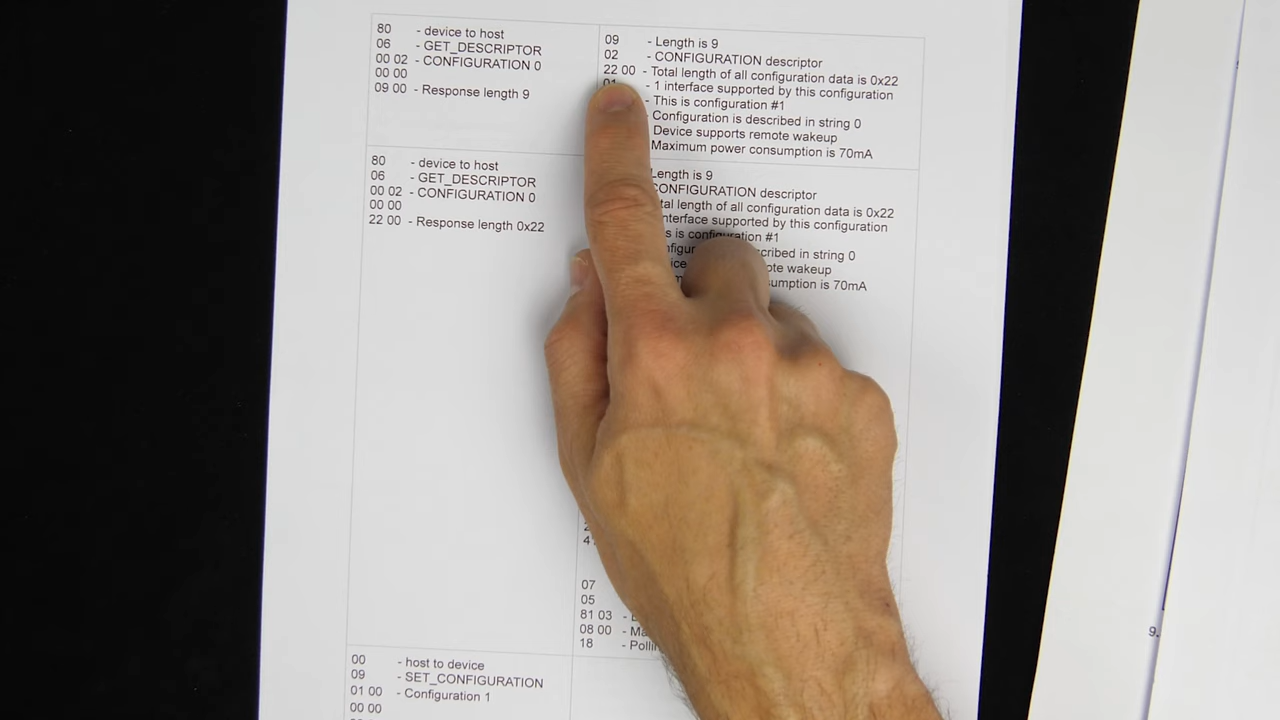 80 - device to host
06 - GET_DESCRIPTOR
00 02 - CONFIGURATION 0
00 00
09 00 - Response length 9
09 - Length is 9
02 - CONFIGURATION descriptor
22 00 - Total length of all configuration data is 0x22
- 1 interface supported by this configuration
- This is configuration #1
Configuration is described in string 0
Device supports remote wakeup
Maximum power consumption is 70mA
80 - device to host
06 - GET_DESCRIPTOR
00 02 - CONFIGURATION 0
00 00
22 00 - Response length 0x22
Length is 9
CONFIGURATION descriptor
length of all configuration data is 0x22
interface supported by this configuration
is configuration #1
in string 0
wakeup
is 70mA
07
05
81 03 -
08 00 -
18 -
00 - host to device
09 - SET_CONFIGURATION
01 00 - Configuration 1
00 00
9.